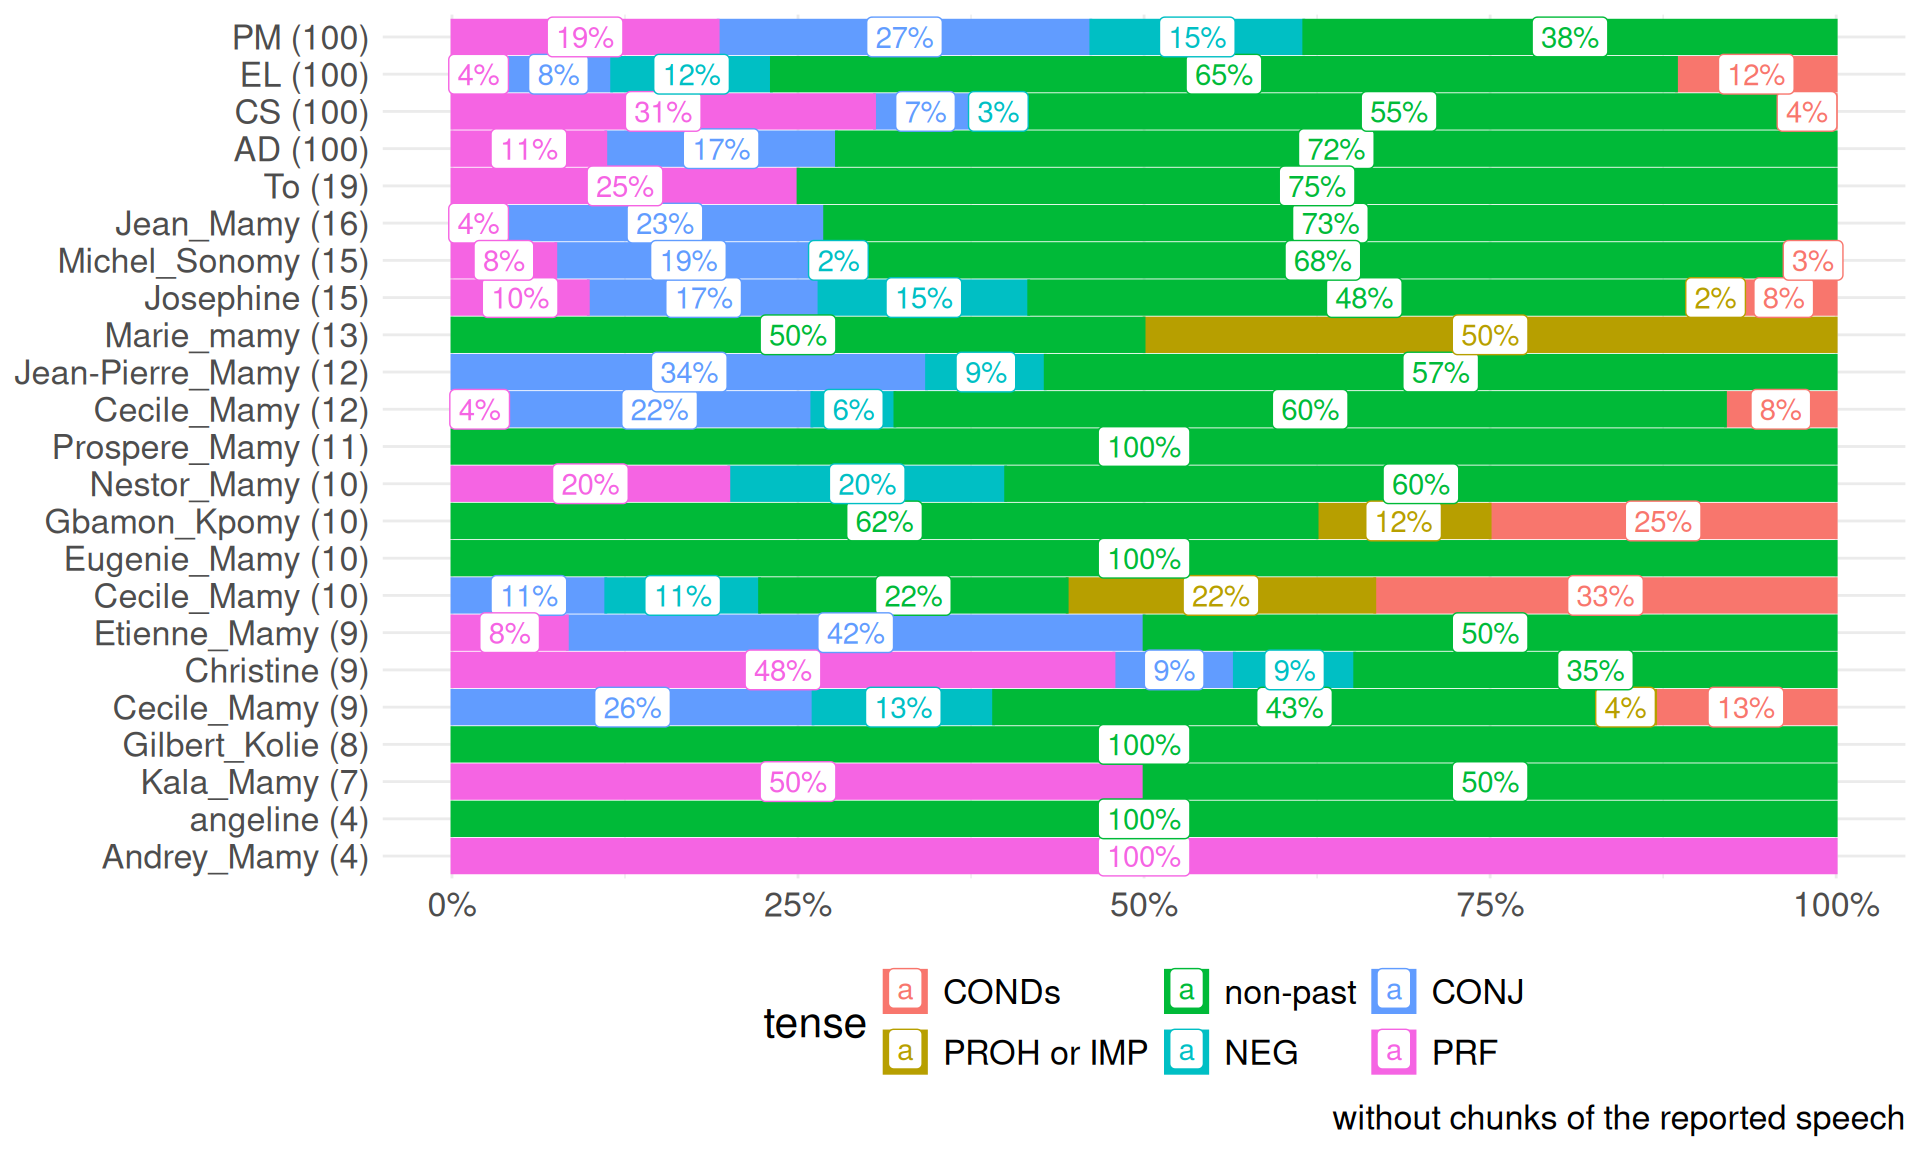 PM (100) 19% 27% 15% 38%
EL (100) 4% 8% 12% 65% 12%
CS (100) 31% 7% 3% 55% 4%
AD (100) 11% 17% 72%
To (19) 25% 75%
Jean_Mamy (16) 4% 23% 73%
Michel_Sonomy (15) 8% 19% 2% 68% 3%
Josephine (15) 10% 17% 15% 48% 2% 8%
Marie_mamy (13) 50% 50%
Jean-Pierre_Mamy (12) 34% 9% 57%
Cecile_Mamy (12) 4% 22% 6% 60% 8%
Prospere_Mamy (11) 100%
Nestor_Mamy (10) 20% 20% 60%
Gbamon_Kpomy (10) 62% 12% 25%
Eugenie_Mamy (10) 100%
Cecile_Mamy (10) 11% 11% 22% 22% 33%
Etienne_Mamy (9) 8% 42% 50%
Christine (9) 48% 9% 9% 35%
Cecile_Mamy (9) 26% 13% 43% 4% 13%
Gilbert_Kolie (8) 100%
Kala_Mamy (7) 50% 50%
angeline (4) 100%
Andrey_Mamy (4) 100%
0% 25% 50% 75% 100%
tense
a CONDs a non-past a CONJ
a PROH or IMP a NEG a PRF
without chunks of the reported speech